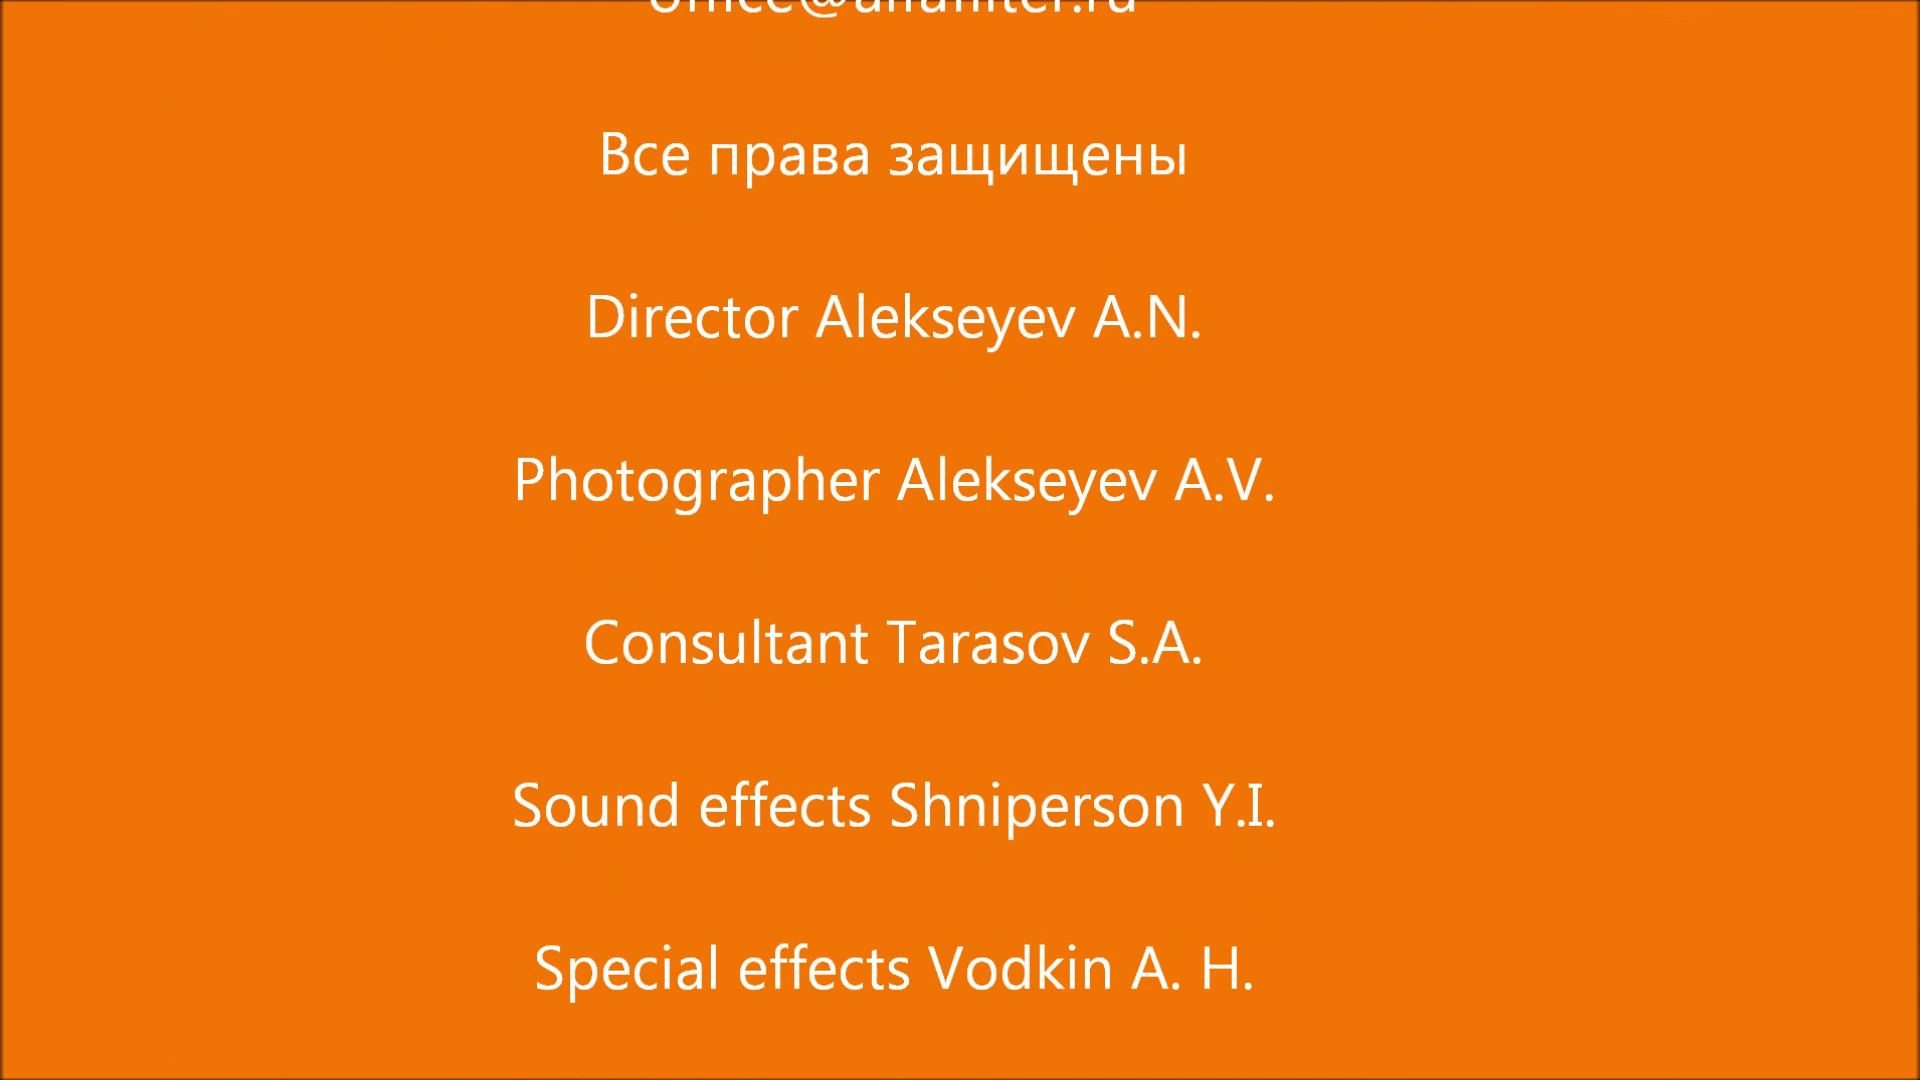 Все права защищены
Director Alekseyev A.N.
Photographer Alekseyev A.V.
Consultant Tarasov S.A.
Sound effects Shniperson Y.I.
Special effects Vodkin A. H.